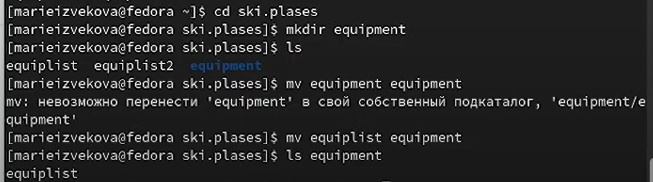 [marieizvekova@fedora ~]$ cd ski.plases
[marieizvekova@fedora ski.plases]$ mkdir equipment
[marieizvekova@fedora ski.plases]$ ls
equiplist  equiplist2  equipment
[marieizvekova@fedora ski.plases]$ mv equipment equipment
mv: невозможно перенести 'equipment' в свой собственный подкаталог, 'equipment/e
quipment'
[marieizvekova@fedora ski.plases]$ mv equiplist equipment
[marieizvekova@fedora ski.plases]$ ls equipment
equiplist